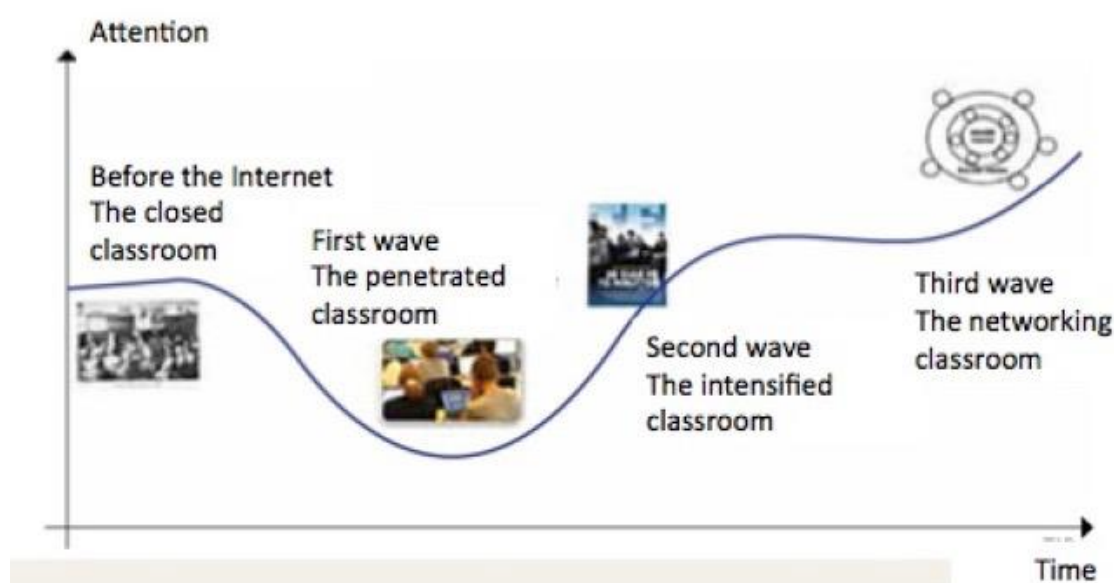 Attention
Before the Internet
The closed
classroom
First wave
The penetrated
classroom
Second wave
The intensified
classroom
Third wave
The networking
classroom
Time